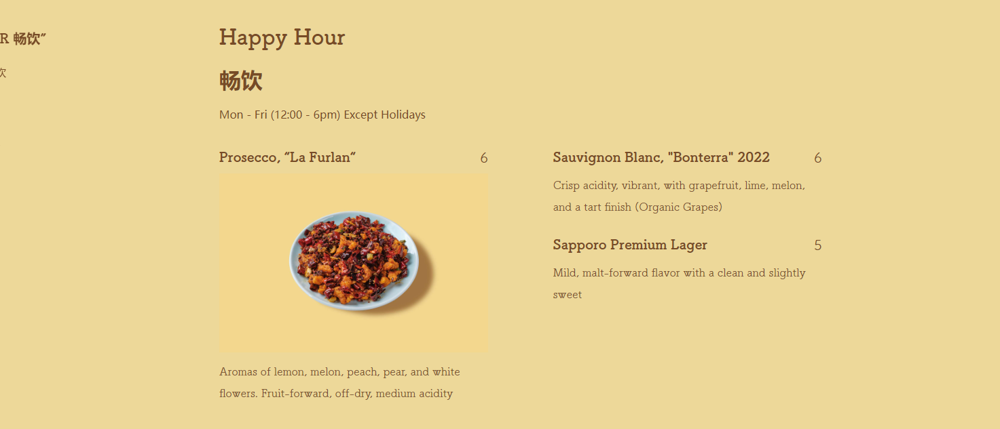 R 畅饮”
饮
Happy Hour
畅饮
Mon - Fri (12:00 - 6pm) Except Holidays
Prosecco, “La Furlan” 6
Aromas of lemon, melon, peach, pear, and white
flowers. Fruit-forward, off-dry, medium acidity
Sauvignon Blanc, "Bonterra" 2022 6
Crisp acidity, vibrant, with grapefruit, lime, melon,
and a tart finish (Organic Grapes)
Sapporo Premium Lager 5
Mild, malt-forward flavor with a clean and slightly
sweet